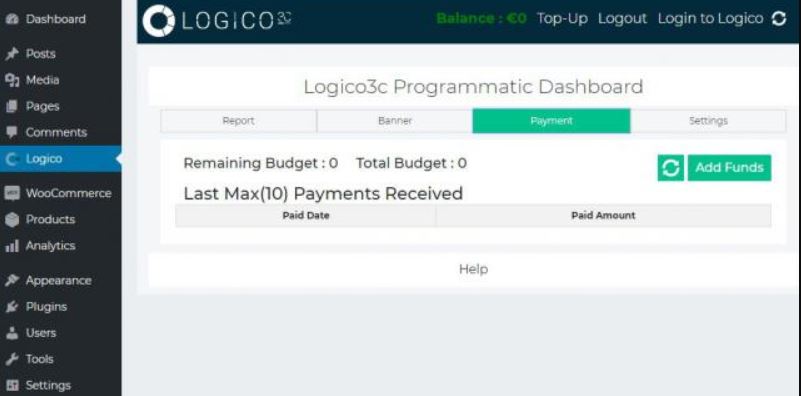 Dashboard
Posts
Media
Pages
Comments
Logico
WooCommerce
Products
Analytics
Appearance
Plugins
Users
Tools
Settings
LOGICO3C
Balance : €0 Top-Up Logout Login to Logico
Logico3c Programmatic Dashboard
Report Banner Payment Settings
Remaining Budget : 0 Total Budget : 0
Add Funds
Last Max(10) Payments Received
Paid Date Paid Amount
Help